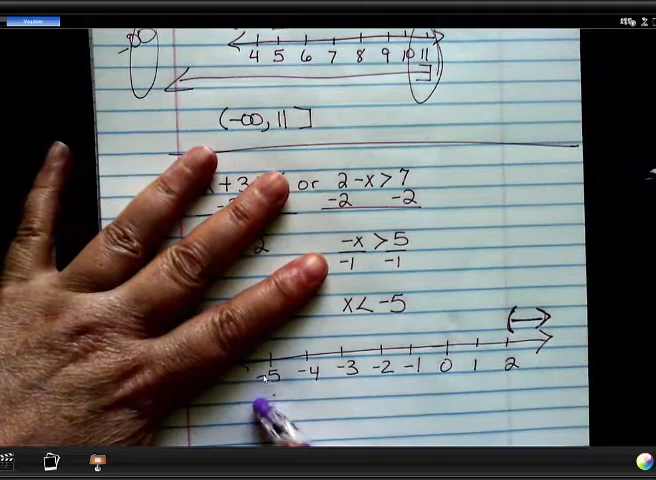 -∞
4 5 6 7 8 9 10 11
]
(-∞, 11]
x + 3 or 2-x > 7
-2 -2
2 -x > 5
-1 -1
x < -5
(
-5 -4 -3 -2 -1 0 1 2